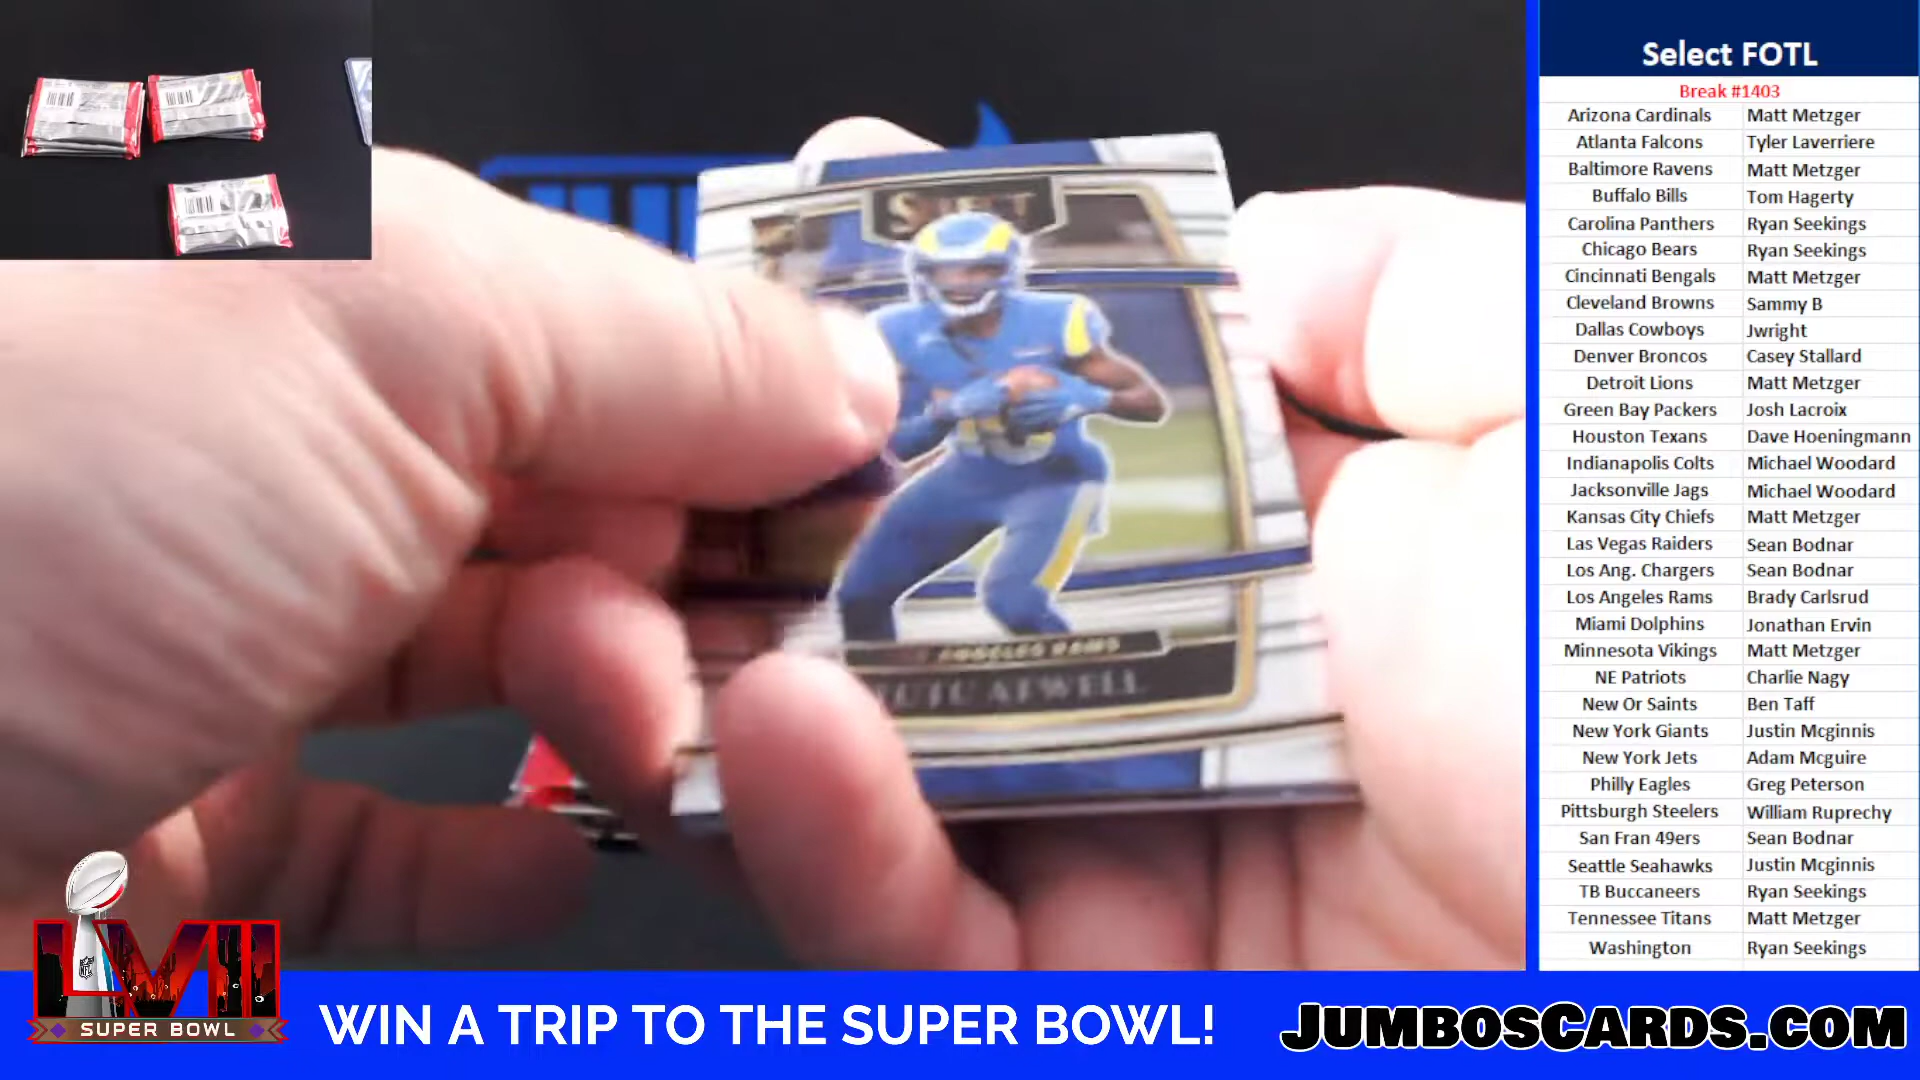 Select FOTL
Break #1403
Arizona Cardinals Matt Metzger
Atlanta Falcons Tyler Laverriere
Baltimore Ravens Matt Metzger
Buffalo Bills Tom Hagerty
Carolina Panthers Ryan Seekings
Chicago Bears Ryan Seekings
Cincinnati Bengals Matt Metzger
Cleveland Browns Sammy B
Dallas Cowboys Jwright
Denver Broncos Casey Stallard
Detroit Lions Matt Metzger
Green Bay Packers Josh Lacroix
Houston Texans Dave Hoeningmann
Indianapolis Colts Michael Woodard
Jacksonville Jags Michael Woodard
Kansas City Chiefs Matt Metzger
Las Vegas Raiders Sean Bodnar
Los Ang. Chargers Sean Bodnar
Los Angeles Rams Brady Carlsrud
Miami Dolphins Jonathan Ervin
Minnesota Vikings Matt Metzger
NE Patriots Charlie Nagy
New Or Saints Ben Taff
New York Giants Justin Mcginnis
New York Jets Adam Mcguire
Philly Eagles Greg Peterson
Pittsburgh Steelers William Ruprechy
San Fran 49ers Sean Bodnar
Seattle Seahawks Justin Mcginnis
TB Buccaneers Ryan Seekings
Tennessee Titans Matt Metzger
Washington Ryan Seekings
SELECT
ANGELES RAMS
TUTU ATWELL
LVII
NFL
SUPER BOWL
WIN A TRIP TO THE SUPER BOWL!
JUMBOSCARDS.COM